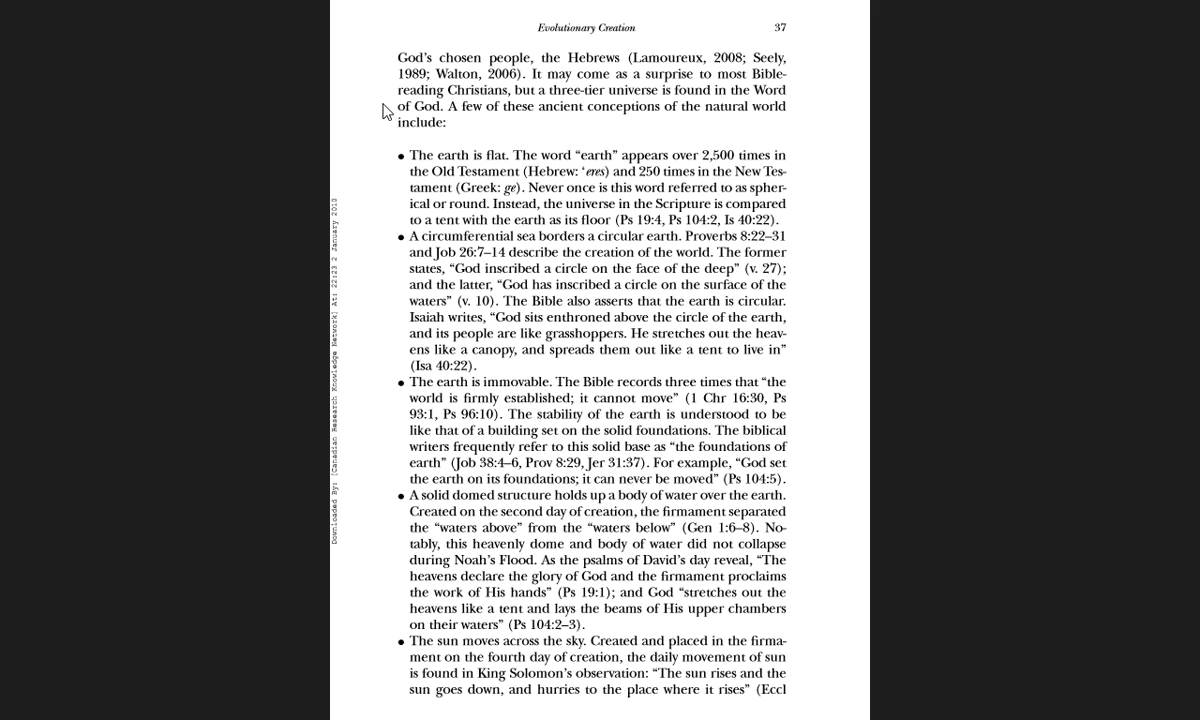 Evolutionary Creation 37
God's chosen people, the Hebrews (Lamoureux, 2008; Seely,
1989; Walton, 2006). It may come as a surprise to most Bible-
reading Christians, but a three-tier universe is found in the Word
of God. A few of these ancient conceptions of the natural world
include:
• The earth is flat. The word “earth” appears over 2,500 times in
the Old Testament (Hebrew: ‘eres) and 250 times in the New Tes-
tament (Greek: ge). Never once is this word referred to as spher-
ical or round. Instead, the universe in the Scripture is compared
to a tent with the earth as its floor (Ps 19:4, Ps 104:2, Is 40:22).
• A circumferential sea borders a circular earth. Proverbs 8:22–31
and Job 26:7–14 describe the creation of the world. The former
states, “God inscribed a circle on the face of the deep” (v. 27);
and the latter, “God has inscribed a circle on the surface of the
waters” (v. 10). The Bible also asserts that the earth is circular.
Isaiah writes, “God sits enthroned above the circle of the earth,
and its people are like grasshoppers. He stretches out the heav-
ens like a canopy, and spreads them out like a tent to live in”
(Isa 40:22).
• The earth is immovable. The Bible records three times that “the
world is firmly established; it cannot move” (1 Chr 16:30, Ps
93:1, Ps 96:10). The stability of the earth is understood to be
like that of a building set on the solid foundations. The biblical
writers frequently refer to this solid base as “the foundations of
earth” (Job 38:4–6, Prov 8:29, Jer 31:37). For example, “God set
the earth on its foundations; it can never be moved” (Ps 104:5).
• A solid domed structure holds up a body of water over the earth.
Created on the second day of creation, the firmament separated
the “waters above” from the “waters below” (Gen 1:6–8). No-
tably, this heavenly dome and body of water did not collapse
during Noah's Flood. As the psalms of David's day reveal, “The
heavens declare the glory of God and the firmament proclaims
the work of His hands” (Ps 19:1); and God “stretches out the
heavens like a tent and lays the beams of His upper chambers
on their waters” (Ps 104:2–3).
• The sun moves across the sky. Created and placed in the firma-
ment on the fourth day of creation, the daily movement of sun
is found in King Solomon's observation: “The sun rises and the
sun goes down, and hurries to the place where it rises” (Eccl
Downloaded By: [Canadian Research Knowledge Network] At: 22:23 2 January 2010